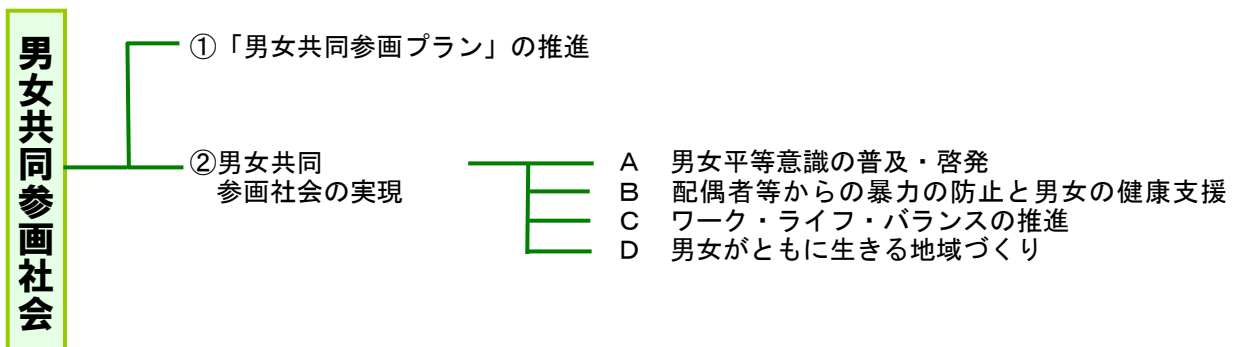 男女共同参画社会
①「男女共同参画プラン」の推進
②男女共同
参画社会の実現
A 男女平等意識の普及・啓発
B 配偶者等からの暴力の防止と男女の健康支援
C ワーク・ライフ・バランスの推進
D 男女がともに生きる地域づくり